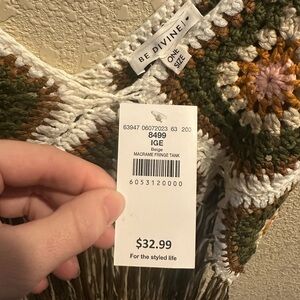 BE DIVINE!
ONE
SIZE
63947 06072023 63 200
8499
IGE
Beige
MACRAME FRINGE TANK
6053120000
$32.99
For the styled life